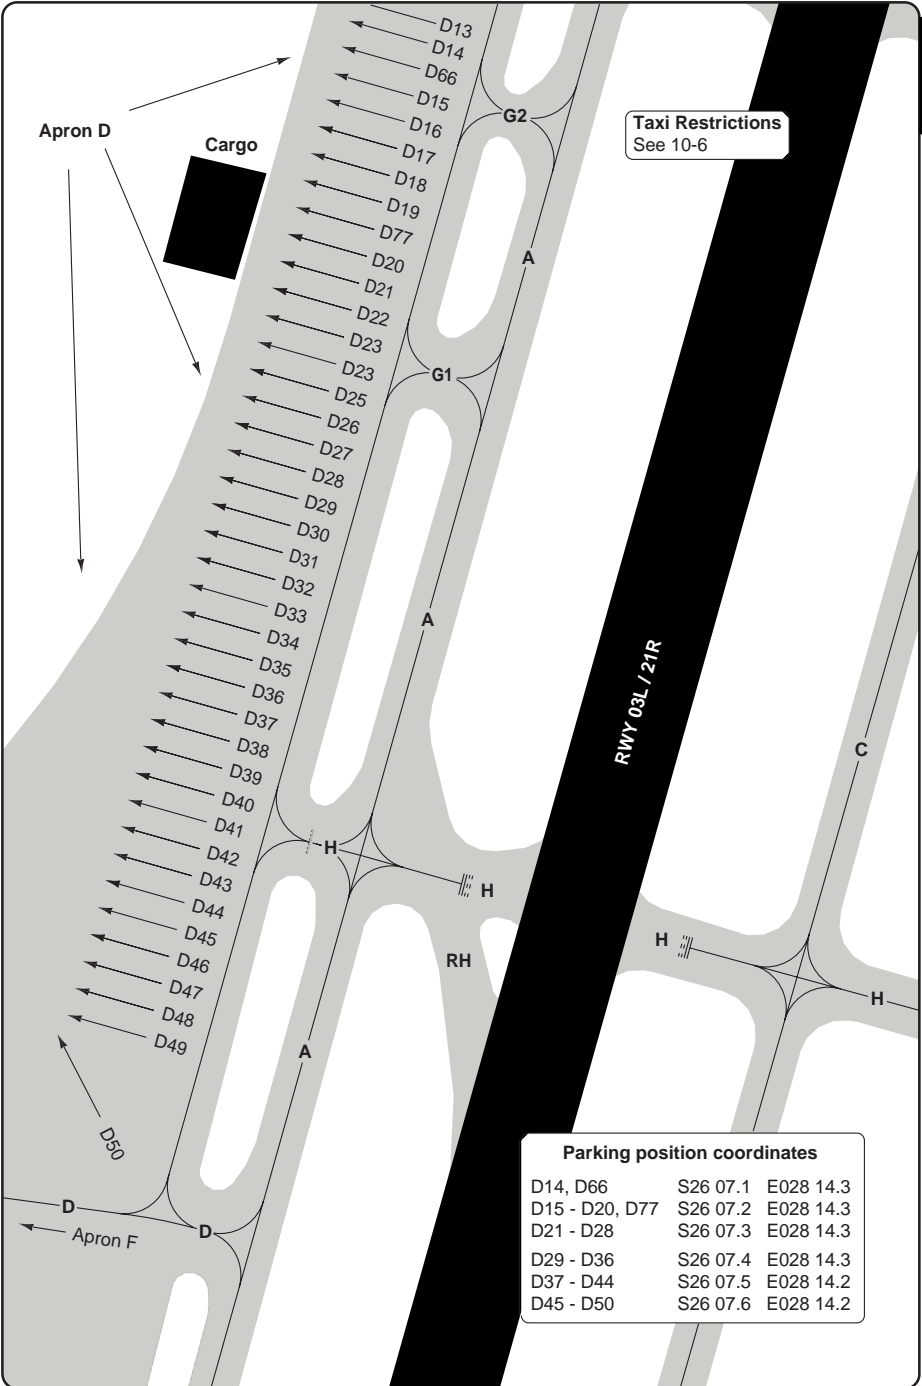 D13
D14
D66
D15
D16
D17
D18
D19
D77
D20
D21
D22
D23
D23
D25
D26
D27
D28
D29
D30
D31
D32
D33
D34
D35
D36
D37
D38
D39
D40
D41
D42
D43
D44
D45
D46
D47
D48
D49
D50
Apron D
Cargo
G2
Taxi Restrictions
See 10-6
A
G1
A
RWY 03L / 21R
C
H
H
H
RH
H
A
D
D
Apron F
Parking position coordinates
D14, D66 S26 07.1 E028 14.3
D15 - D20, D77 S26 07.2 E028 14.3
D21 - D28 S26 07.3 E028 14.3
D29 - D36 S26 07.4 E028 14.3
D37 - D44 S26 07.5 E028 14.2
D45 - D50 S26 07.6 E028 14.2